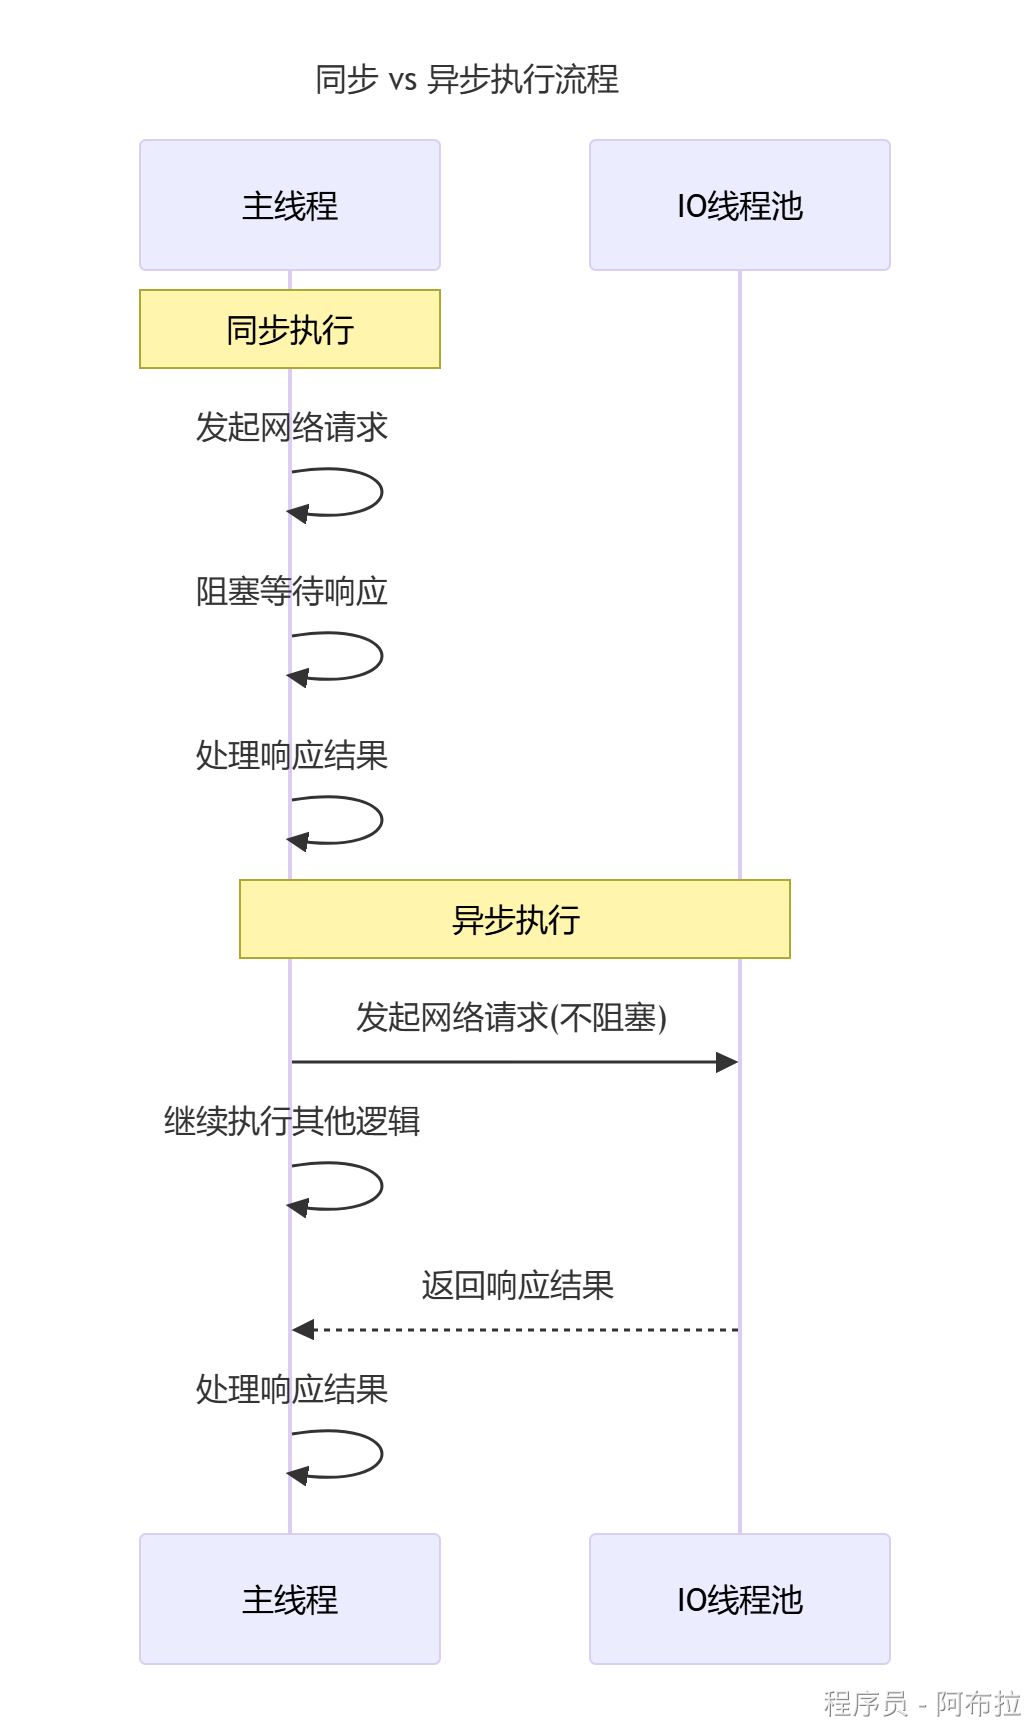 同步 vs 异步执行流程
主线程
IO线程池
同步执行
发起网络请求
阻塞等待响应
处理响应结果
异步执行
发起网络请求(不阻塞)
继续执行其他逻辑
返回响应结果
处理响应结果
主线程
IO线程池
程序员 - 阿布拉